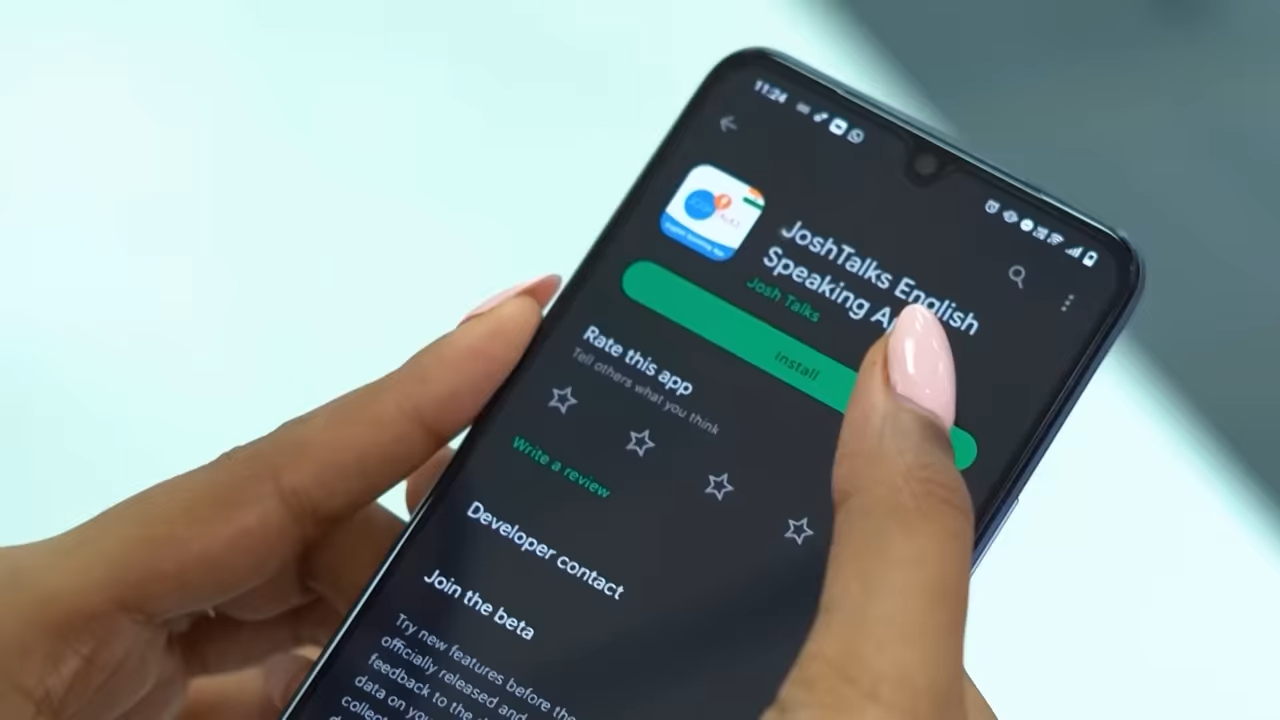 11:24
JoshTalks English
Speaking
Josh Talks
Install
Rate this app
Tell others what you think
Write a review
Developer contact
Join the beta
Try new features before the
officially released and
feedback to the
data on you
collect